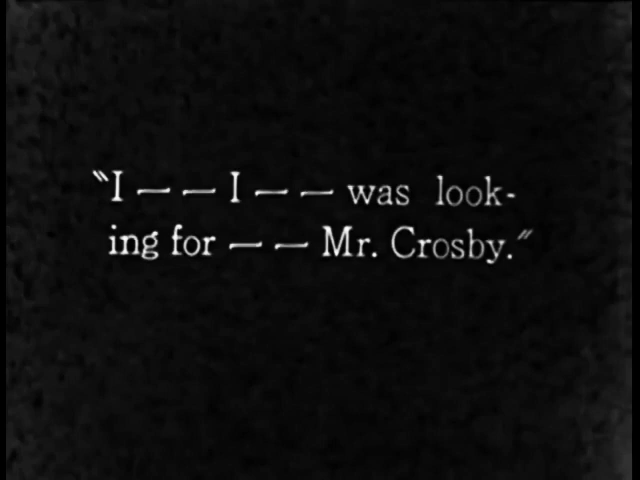 "I — — I — — was look-
ing for — — Mr. Crosby."